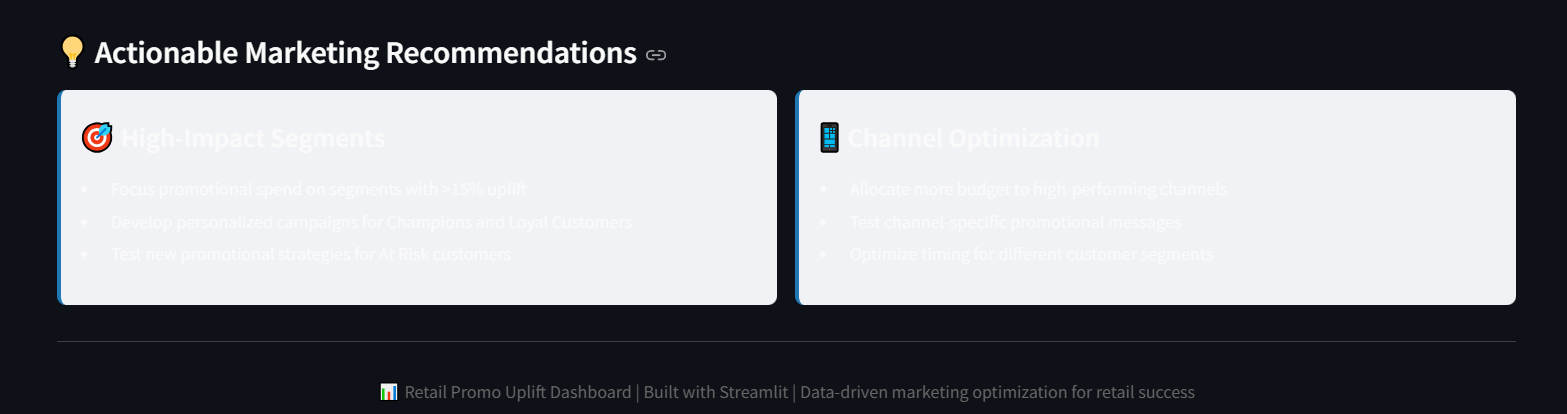 Actionable Marketing Recommendations
High-Impact Segments
• Focus promotional spend on segments with >15% uplift
• Develop personalized campaigns for Champions and Loyal Customers
• Test new promotional strategies for At Risk customers
Channel Optimization
• Allocate more budget to high-performing channels
• Test channel-specific promotional messages
• Optimize timing for different customer segments
Retail Promo Uplift Dashboard | Built with Streamlit | Data-driven marketing optimization for retail success